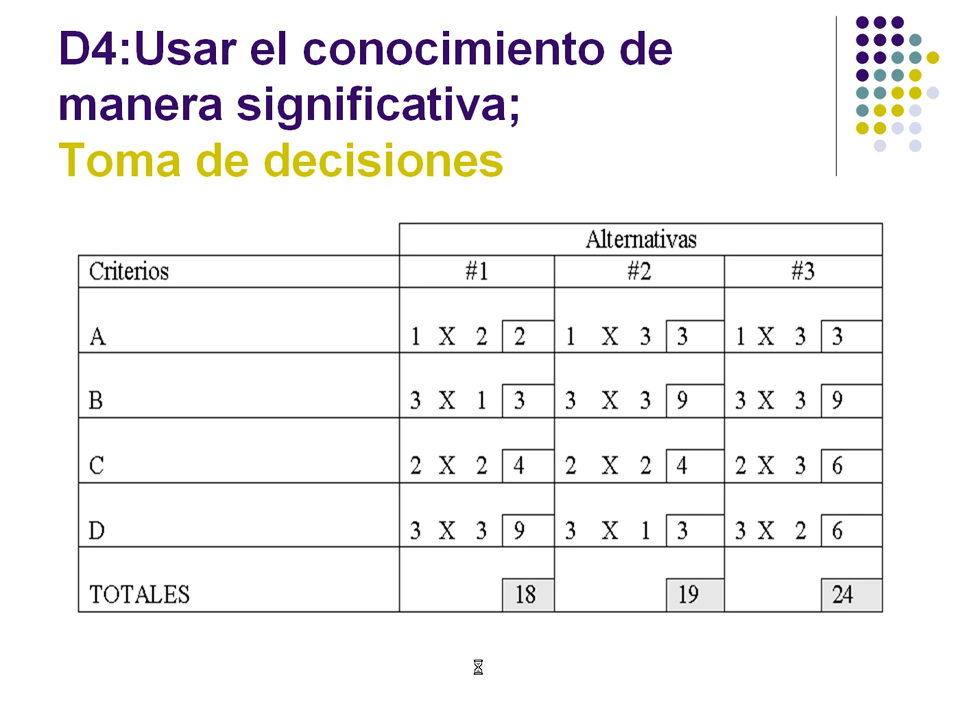 D4:Usar el conocimiento de
manera significativa;
Toma de decisiones
Alternativas
Criterios #1 #2 #3
A 1 X 2 2 1 X 3 3 1 X 3 3
B 3 X 1 3 3 X 3 9 3 X 3 9
C 2 X 2 4 2 X 2 4 2 X 3 6
D 3 X 3 9 3 X 1 3 3 X 2 6
TOTALES 18 19 24